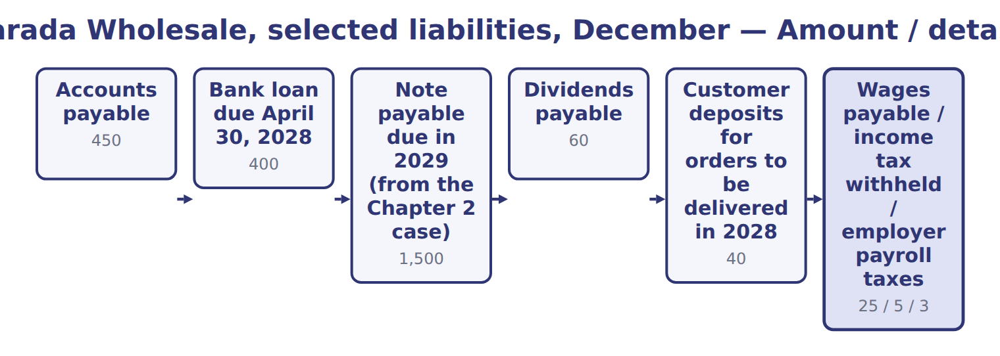 arada Wholesale, selected liabilities, December — Amount / deta
Accounts
payable
450
Bank loan
due April
30, 2028
400
Note
payable
due in
2029
(from the
Chapter 2
case)
1,500
Dividends
payable
60
Customer
deposits
for
orders to
be
delivered
in 2028
40
Wages
payable /
income
tax
withheld
/
employer
payroll
taxes
25 / 5 / 3